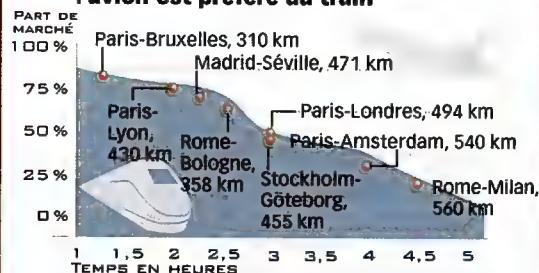 l'avion est préféré au train
PART DE
MARCHÉ
100 %
75 %
50 %
25 %
0 %
Paris-Bruxelles, 310 km
Madrid-Séville, 471 km
Paris-
Lyon,
430 km
Rome-
Bologne,
358 km
Paris-Londres, 494 km
Paris-Amsterdam, 540 km
Stockholm-
Göteborg,
455 km
Rome-Milan,
560 km
1 1,5 2 2,5 3 3,5 4 4,5 5
TEMPS EN HEURES